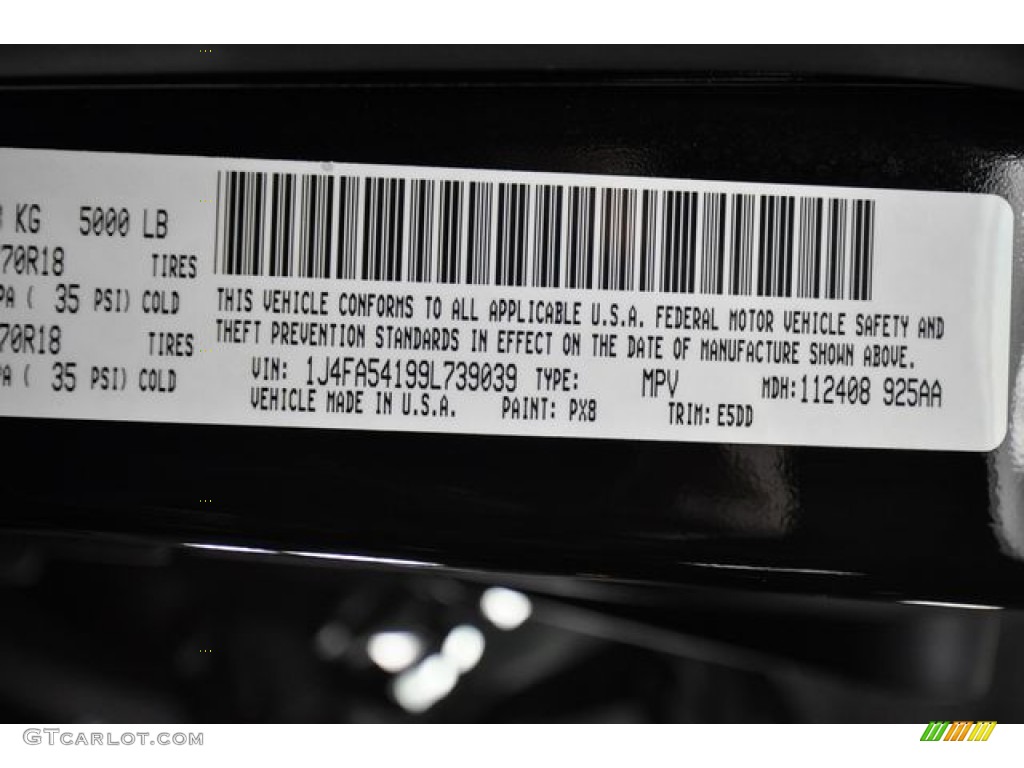 KG 5000 LB
70R18 TIRES
PA ( 35 PSI) COLD
70R18 TIRES
PA ( 35 PSI) COLD
THIS VEHICLE CONFORMS TO ALL APPLICABLE U.S.A. FEDERAL MOTOR VEHICLE SAFETY AND
THEFT PREVENTION STANDARDS IN EFFECT ON THE DATE OF MANUFACTURE SHOWN ABOVE.
VIN: 1J4FA54199L739039 TYPE: MPV MDH:112408 925AA
VEHICLE MADE IN U.S.A. PAINT: PX8 TRIM: E5DD
GTCARLOT.COM